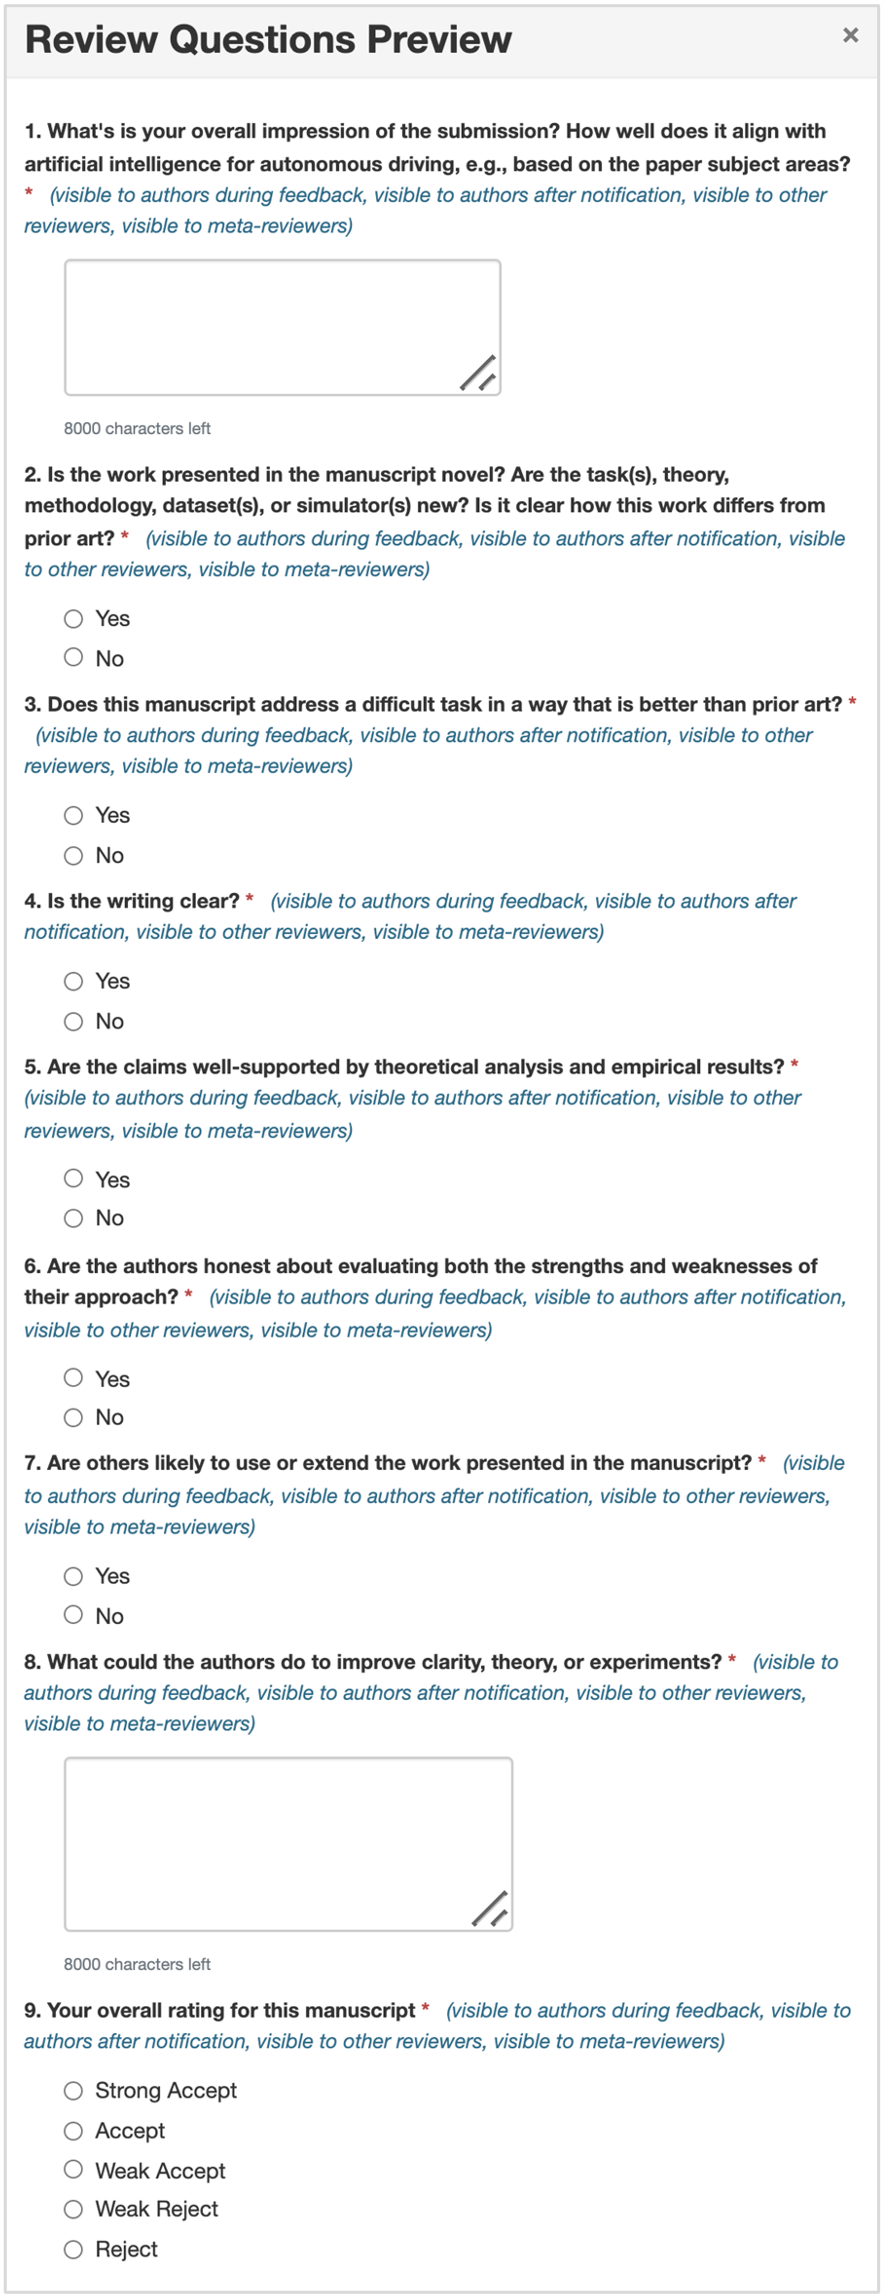 Review Questions Preview ×
1. What's is your overall impression of the submission? How well does it align with
artificial intelligence for autonomous driving, e.g., based on the paper subject areas?
* (visible to authors during feedback, visible to authors after notification, visible to other
reviewers, visible to meta-reviewers)
8000 characters left
2. Is the work presented in the manuscript novel? Are the task(s), theory,
methodology, dataset(s), or simulator(s) new? Is it clear how this work differs from
prior art? * (visible to authors during feedback, visible to authors after notification, visible
to other reviewers, visible to meta-reviewers)
Yes
No
3. Does this manuscript address a difficult task in a way that is better than prior art? *
(visible to authors during feedback, visible to authors after notification, visible to other
reviewers, visible to meta-reviewers)
Yes
No
4. Is the writing clear? * (visible to authors during feedback, visible to authors after
notification, visible to other reviewers, visible to meta-reviewers)
Yes
No
5. Are the claims well-supported by theoretical analysis and empirical results? *
(visible to authors during feedback, visible to authors after notification, visible to other
reviewers, visible to meta-reviewers)
Yes
No
6. Are the authors honest about evaluating both the strengths and weaknesses of
their approach? * (visible to authors during feedback, visible to authors after notification,
visible to other reviewers, visible to meta-reviewers)
Yes
No
7. Are others likely to use or extend the work presented in the manuscript? * (visible
to authors during feedback, visible to authors after notification, visible to other reviewers,
visible to meta-reviewers)
Yes
No
8. What could the authors do to improve clarity, theory, or experiments? * (visible to
authors during feedback, visible to authors after notification, visible to other reviewers,
visible to meta-reviewers)
8000 characters left
9. Your overall rating for this manuscript * (visible to authors during feedback, visible to
authors after notification, visible to other reviewers, visible to meta-reviewers)
Strong Accept
Accept
Weak Accept
Weak Reject
Reject